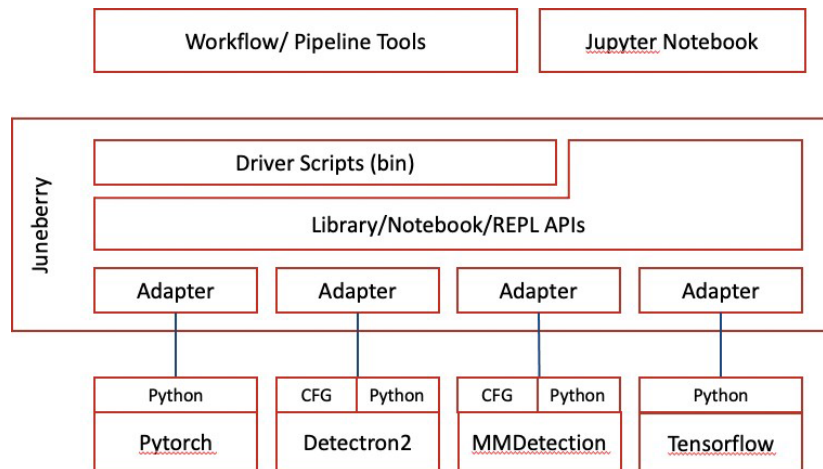 Workflow/ Pipeline Tools
Jupyter Notebook
Juneberry
Driver Scripts (bin)
Library/Notebook/REPL APIs
Adapter
Adapter
Adapter
Adapter
Python
CFG
Python
CFG
Python
Python
Pytorch
Detectron2
MMDetection
Tensorflow